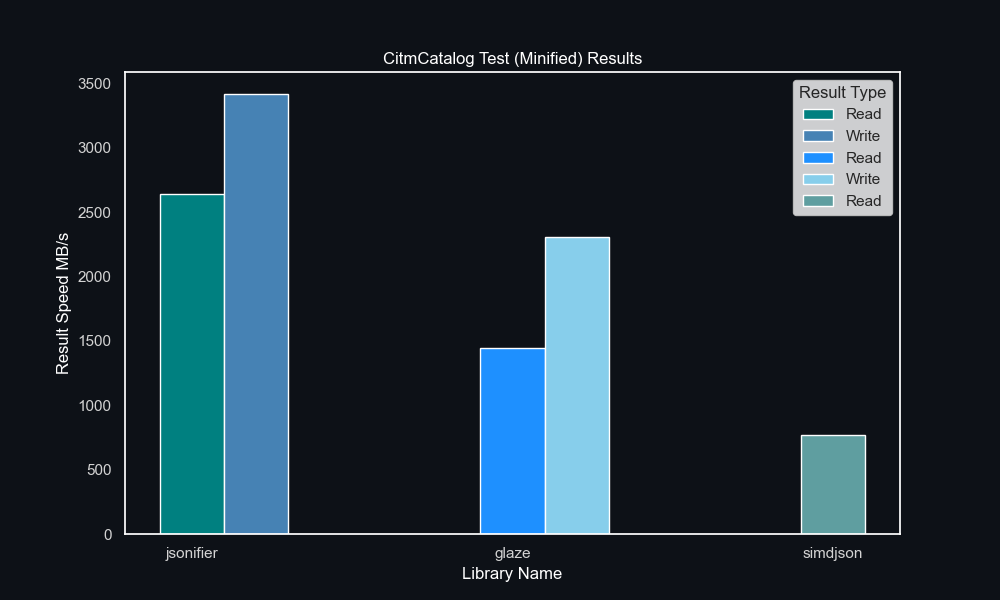 CitmCatalog Test (Minified) Results
Result Type
Read
Write
Read
Write
Read
Result Speed MB/s
3500
3000
2500
2000
1500
1000
500
0
jsonifier
glaze
simdjson
Library Name